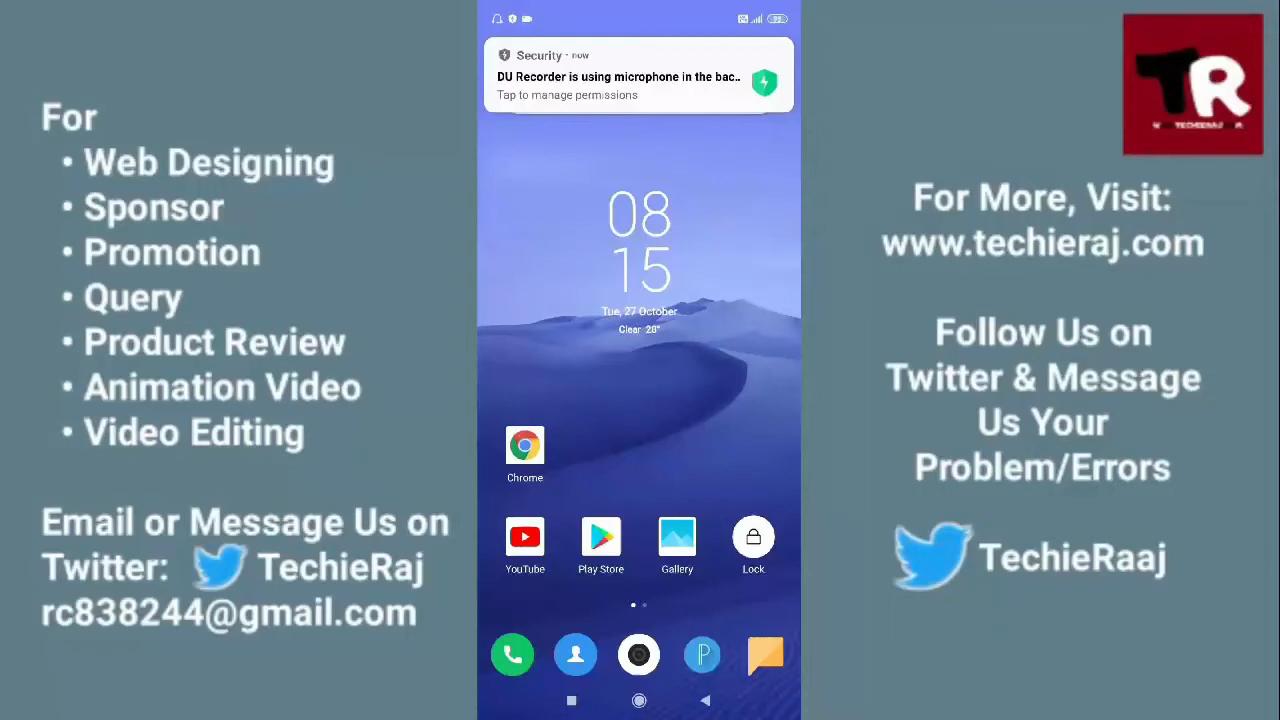 For
• Web Designing
• Sponsor
• Promotion
• Query
• Product Review
• Animation Video
• Video Editing
Email or Message Us on
Twitter: TechieRaj
rc838244@gmail.com
Security • now
DU Recorder is using microphone in the bac..
Tap to manage permissions
08
15
Tue, 27 October
Clear 28°
Chrome
YouTube
Play Store
Gallery
Lock
TR
For More, Visit:
www.techieraj.com
Follow Us on
Twitter & Message
Us Your
Problem/Errors
TechieRaaj